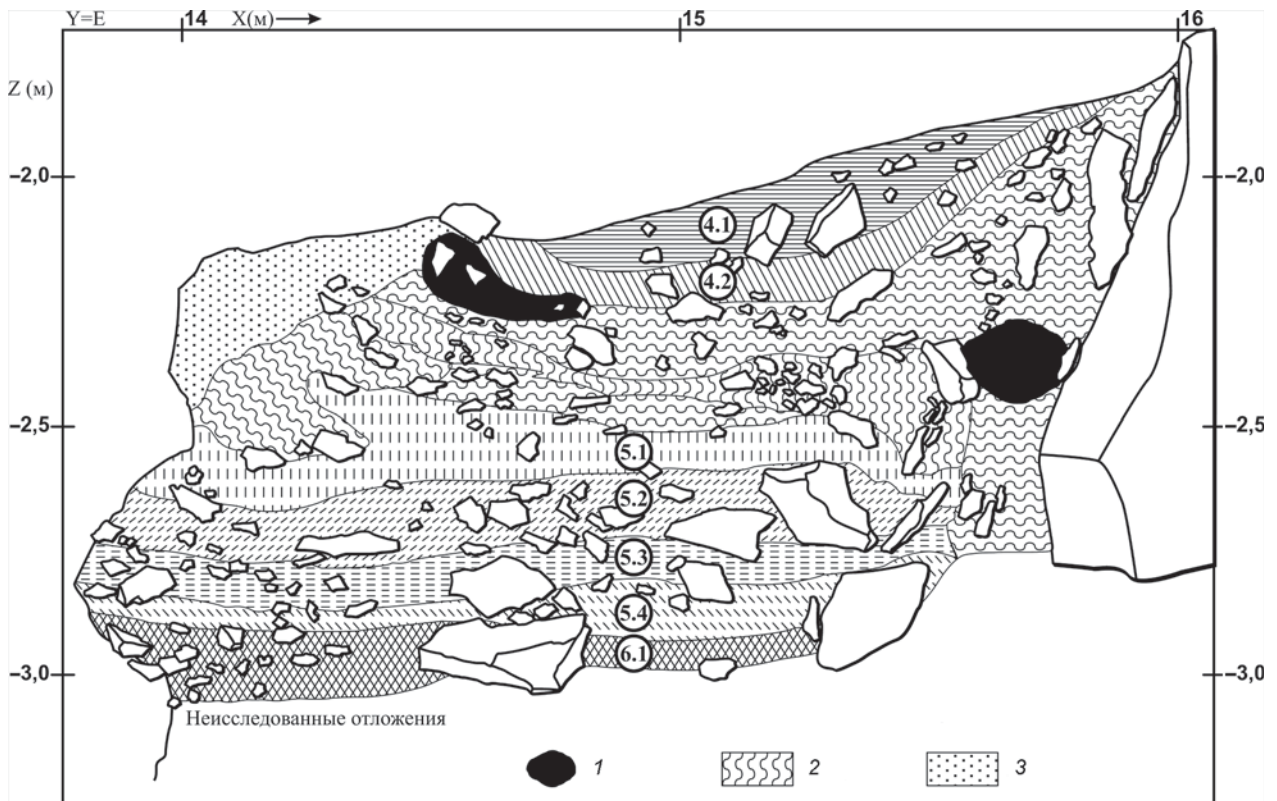 Y=E 14 X(м) 15 16
Z (м)
–2,0 –2,0
4.1
4.2
–2,5 –2,5
5.1
5.2
5.3
5.4
6.1
–3,0 –3,0
Неисследованные отложения
1 2 3